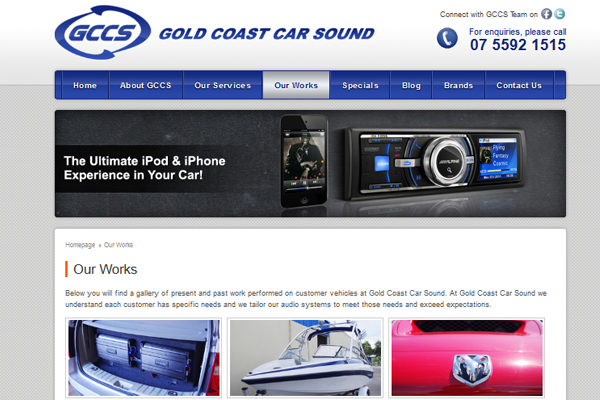 Connect with GCCS Team on
GCCS
GOLD COAST CAR SOUND
For enquiries, please call
07 5592 1515
Home
About GCCS
Our Services
Our Works
Specials
Blog
Brands
Contact Us
The Ultimate iPod & iPhone
Experience in Your Car!
ALPINE
Flying
Fantasy
Cosmic
Homepage » Our Works
Our Works
Below you will find a gallery of present and past work performed on customer vehicles at Gold Coast Car Sound. At Gold Coast Car Sound we
understand each customer has specific needs and we tailor our audio systems to meet those needs and exceed expectations.